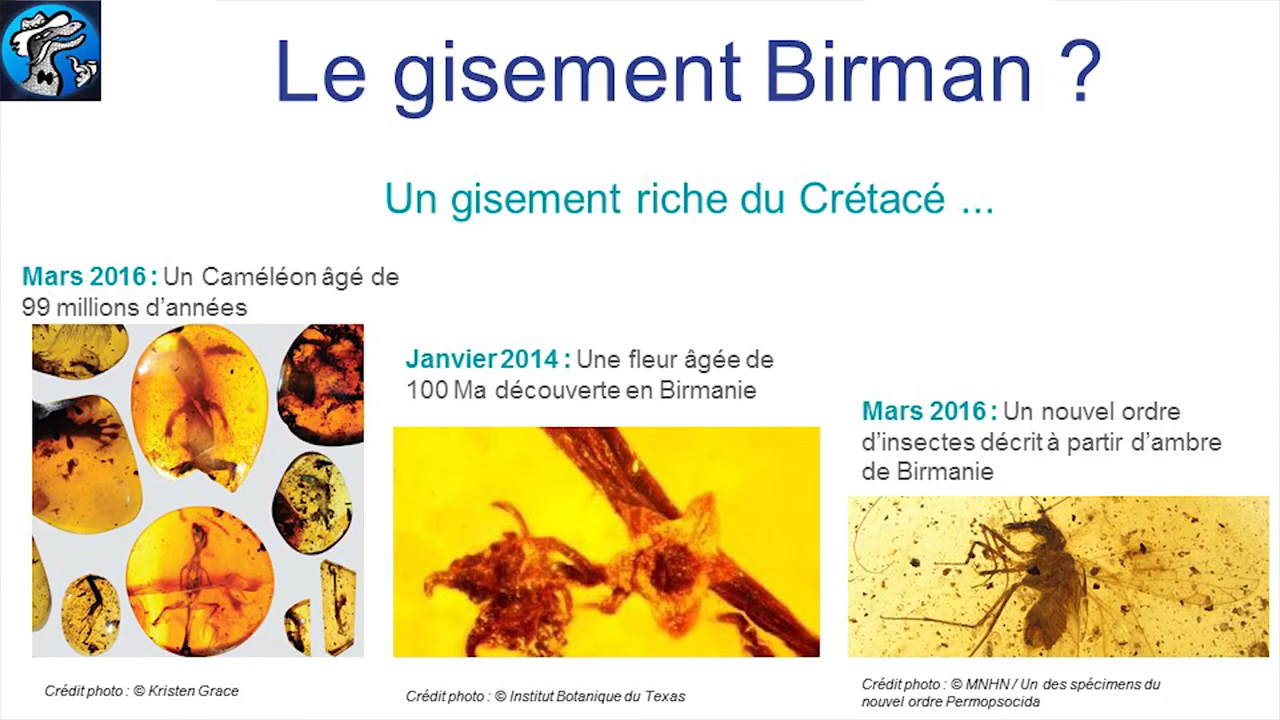 Le gisement Birman ?
Un gisement riche du Crétacé ...
Mars 2016 : Un Caméléon âgé de
99 millions d'années
Janvier 2014 : Une fleur âgée de
100 Ma découverte en Birmanie
Mars 2016 : Un nouvel ordre
d'insectes décrit à partir d'ambre
de Birmanie
Crédit photo : © Kristen Grace
Crédit photo : © Institut Botanique du Texas
Crédit photo : © MNHN / Un des spécimens du
nouvel ordre Permopsocida